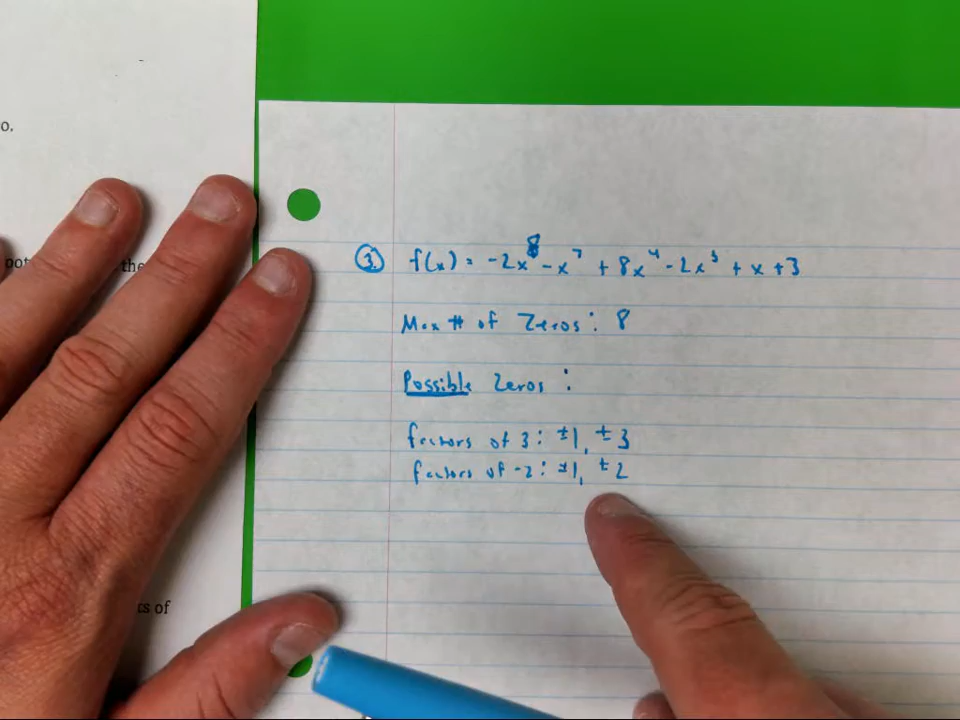 o.
the
③ f(x) = -2x⁸ - x⁷ + 8x⁴ - 2x³ + x + 3
Max # of Zeros: 8
Possible Zeros:
factors of 3: ±1, ±3
factors of -2: ±1, ±2
ts of